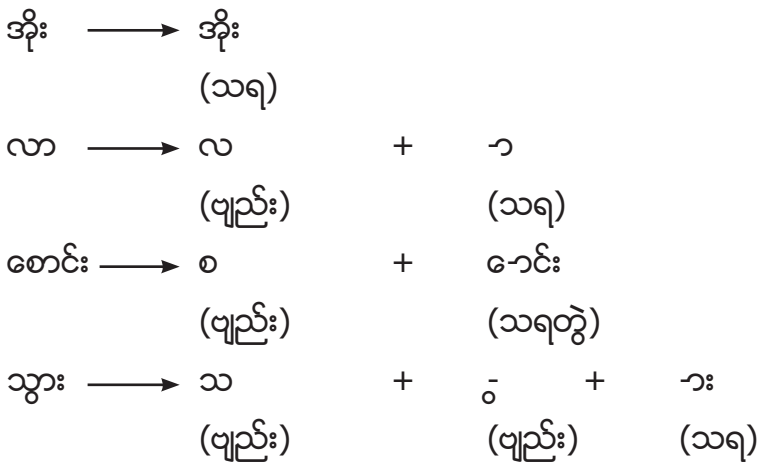 အိုး ⟶ အိုး
(သရ)
လာ ⟶ လ + -ာ
(ဗျည်း) (သရ)
စောင်း ⟶ စ + ေ-ာင်း
(ဗျည်း) (သရတွဲ)
သွား ⟶ သ + -ွ + -ား
(ဗျည်း) (ဗျည်း) (သရ)